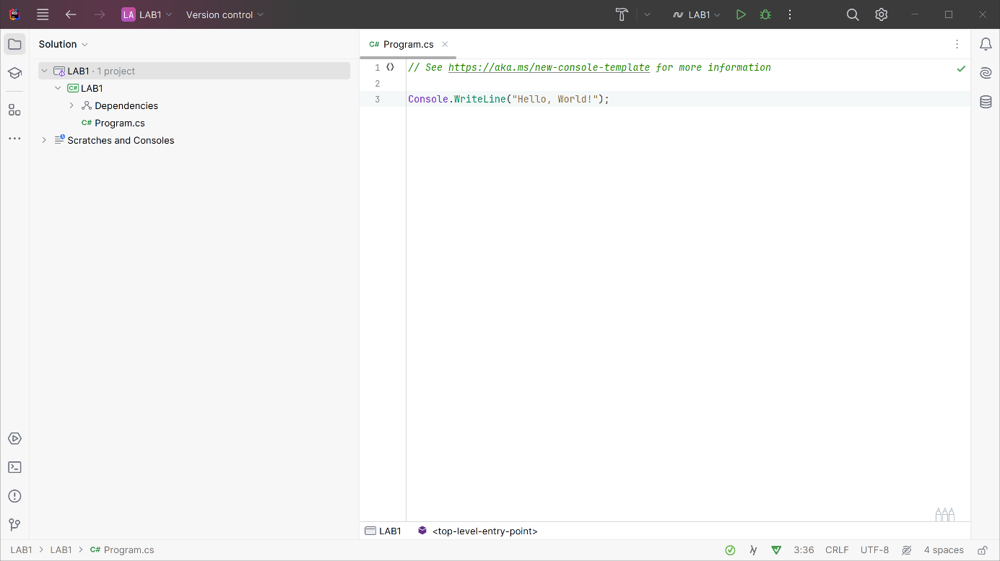 LA LAB1 Version control LAB1
Solution
LAB1 · 1 project
C# LAB1
Dependencies
C# Program.cs
Scratches and Consoles
C# Program.cs
1 // See https://aka.ms/new-console-template for more information
2
3 Console.WriteLine("Hello, World!");
LAB1 <top-level-entry-point>
LAB1 > LAB1 > C# Program.cs 3:36 CRLF UTF-8 4 spaces